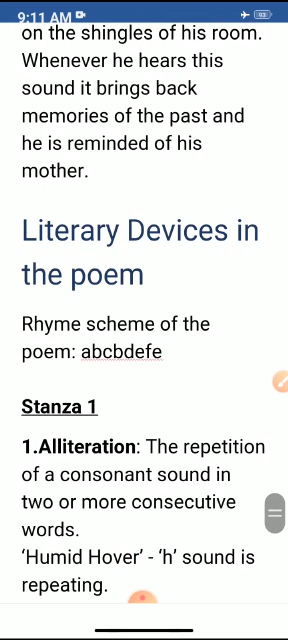 9:11 AM
93
on the shingles of his room.
Whenever he hears this
sound it brings back
memories of the past and
he is reminded of his
mother.
Literary Devices in
the poem
Rhyme scheme of the
poem: abcbdefe
Stanza 1
1.Alliteration: The repetition
of a consonant sound in
two or more consecutive
words.
‘Humid Hover’ - ‘h’ sound is
repeating.